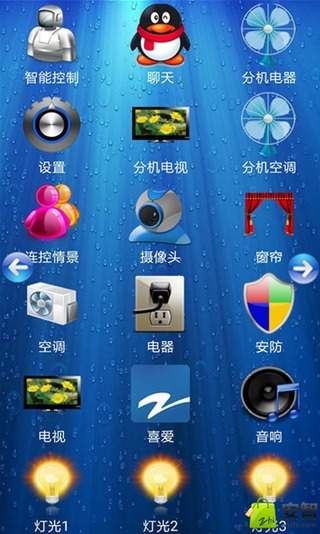 智能控制 聊天 分机电器
设置 分机电视 分机空调
连控情景 摄像头 窗帘
空调 电器 安防
电视 喜爱 音响
灯光1 灯光2 灯光3
安智